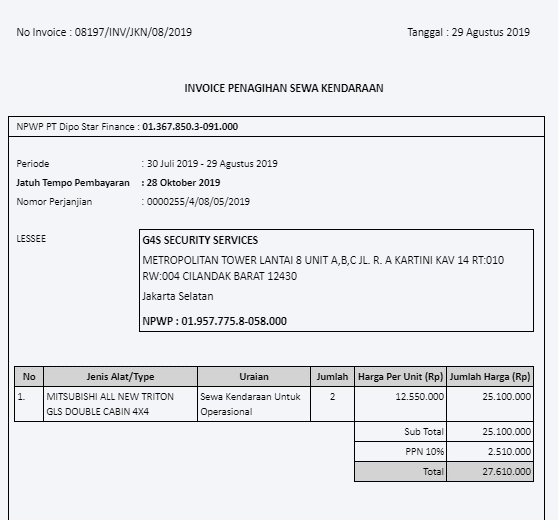 No Invoice : 08197/INV/JKN/08/2019 Tanggal : 29 Agustus 2019
INVOICE PENAGIHAN SEWA KENDARAAN
NPWP PT Dipo Star Finance : 01.367.850.3-091.000
Periode : 30 Juli 2019 - 29 Agustus 2019
Jatuh Tempo Pembayaran : 28 Oktober 2019
Nomor Perjanjian : 0000255/4/08/05/2019
LESSEE G4S SECURITY SERVICES
METROPOLITAN TOWER LANTAI 8 UNIT A,B,C JL. R. A KARTINI KAV 14 RT:010
RW:004 CILANDAK BARAT 12430
Jakarta Selatan
NPWP : 01.957.775.8-058.000
No Jenis Alat/Type Uraian Jumlah Harga Per Unit (Rp) Jumlah Harga (Rp)
1. MITSUBISHI ALL NEW TRITON Sewa Kendaraan Untuk 2 12.550.000 25.100.000
GLS DOUBLE CABIN 4X4 Operasional
Sub Total 25.100.000
PPN 10% 2.510.000
Total 27.610.000